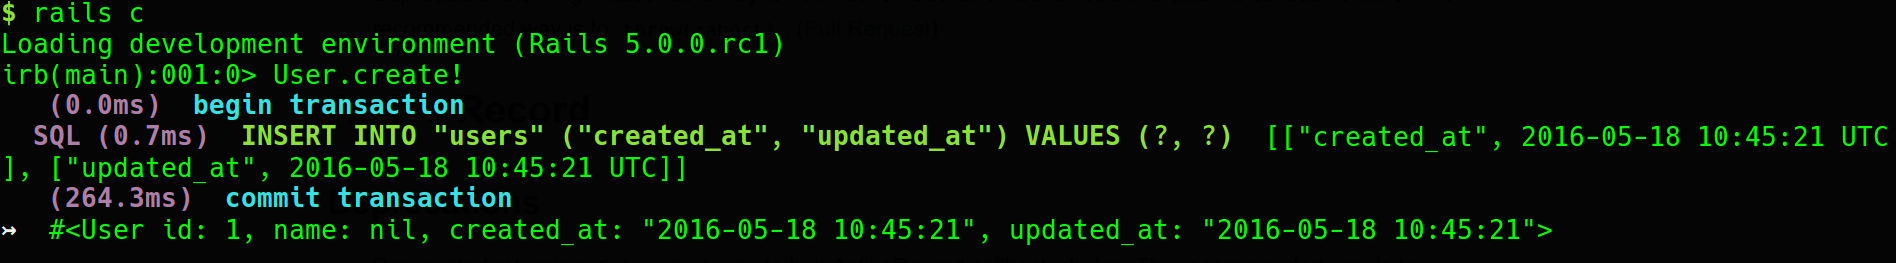 $ rails c
Loading development environment (Rails 5.0.0.rc1)
irb(main):001:0> User.create!
(0.0ms)  begin transaction
SQL (0.7ms)  INSERT INTO "users" ("created_at", "updated_at") VALUES (?, ?)  [["created_at", 2016-05-18 10:45:21 UTC
], ["updated_at", 2016-05-18 10:45:21 UTC]]
(264.3ms)  commit transaction
↣  #<User id: 1, name: nil, created_at: "2016-05-18 10:45:21", updated_at: "2016-05-18 10:45:21">